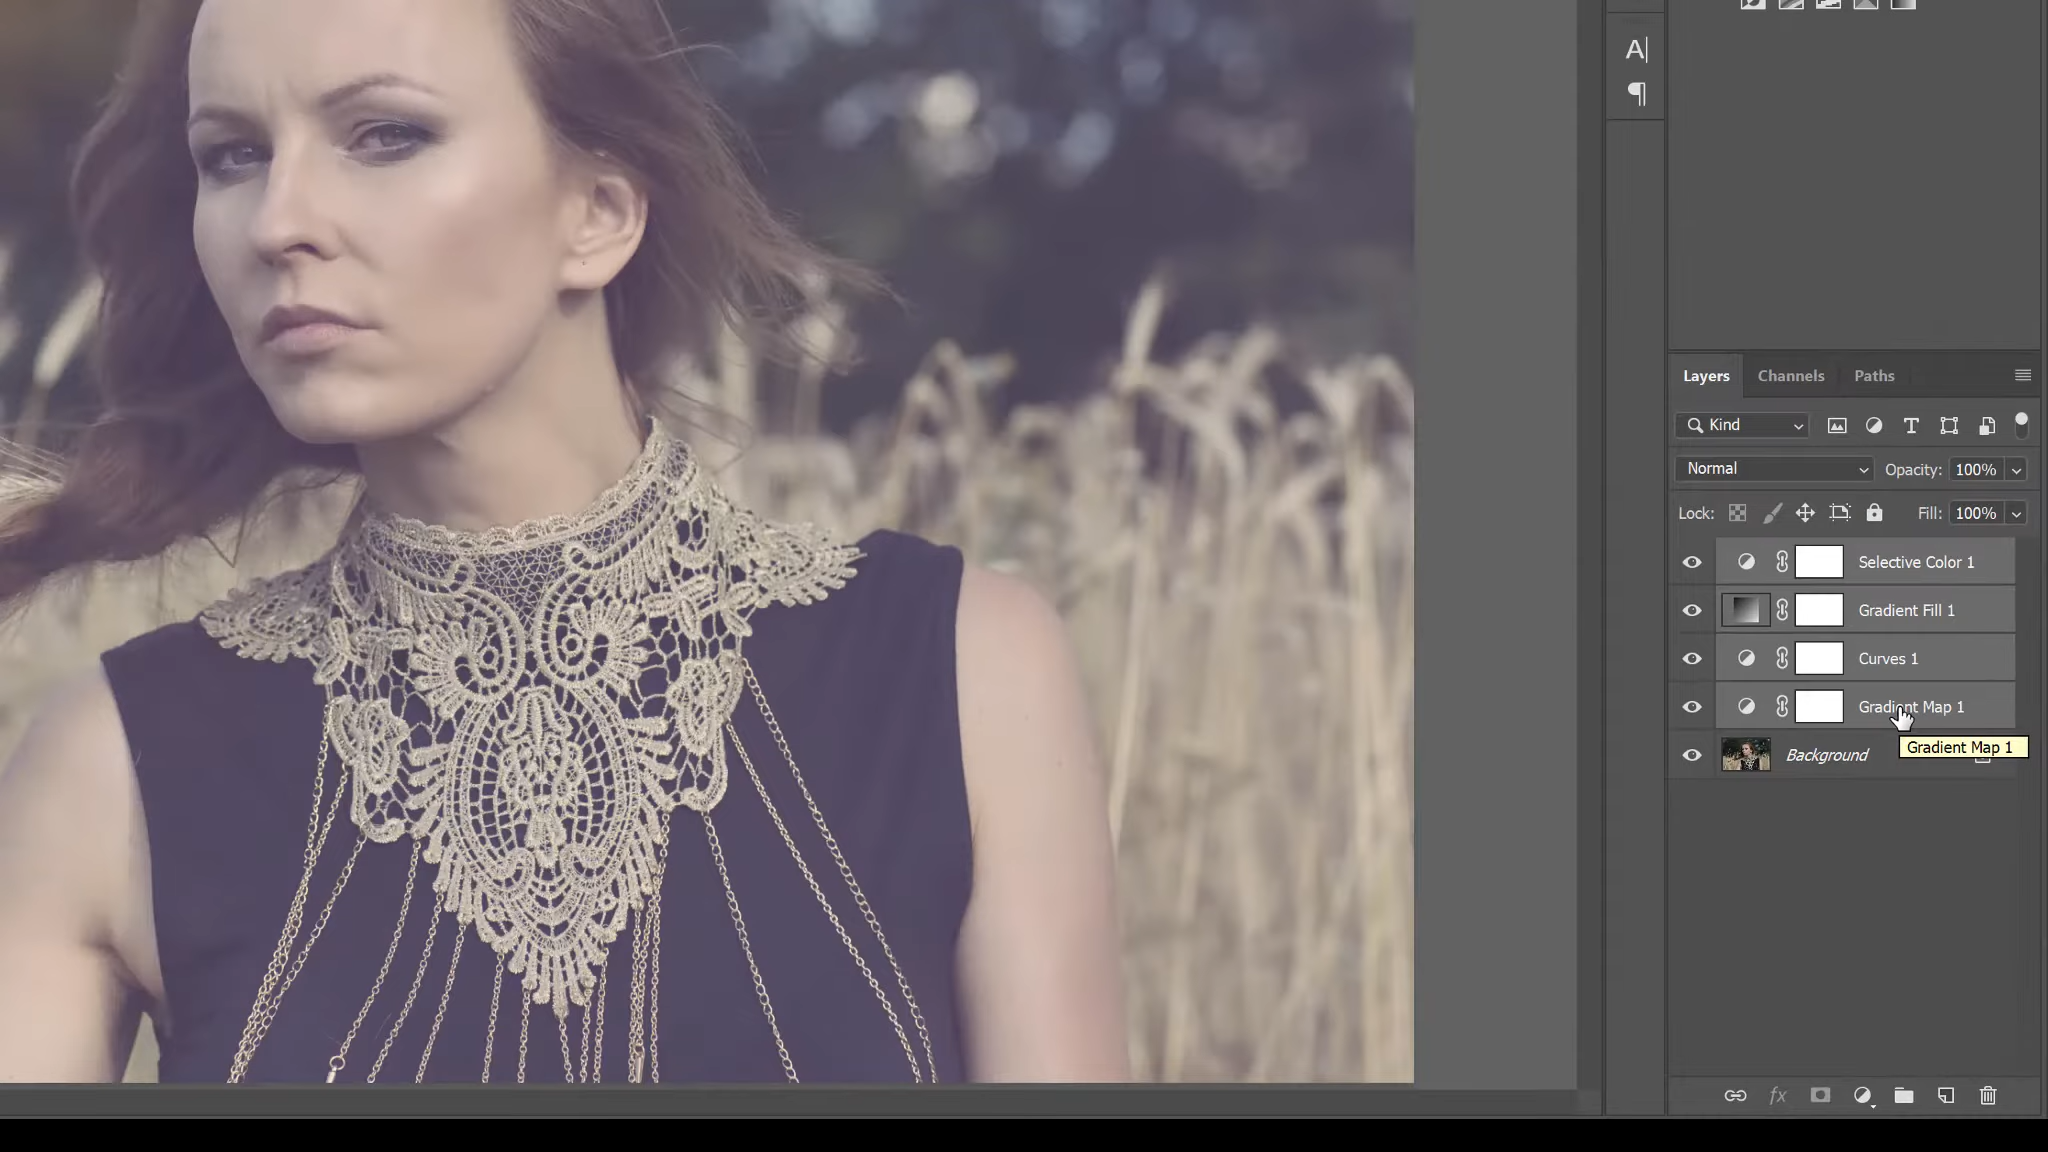 A|
¶
Layers Channels Paths
Kind T
Normal Opacity: 100%
Lock: Fill: 100%
Selective Color 1
Gradient Fill 1
Curves 1
Gradient Map 1
Gradient Map 1
Background
fx